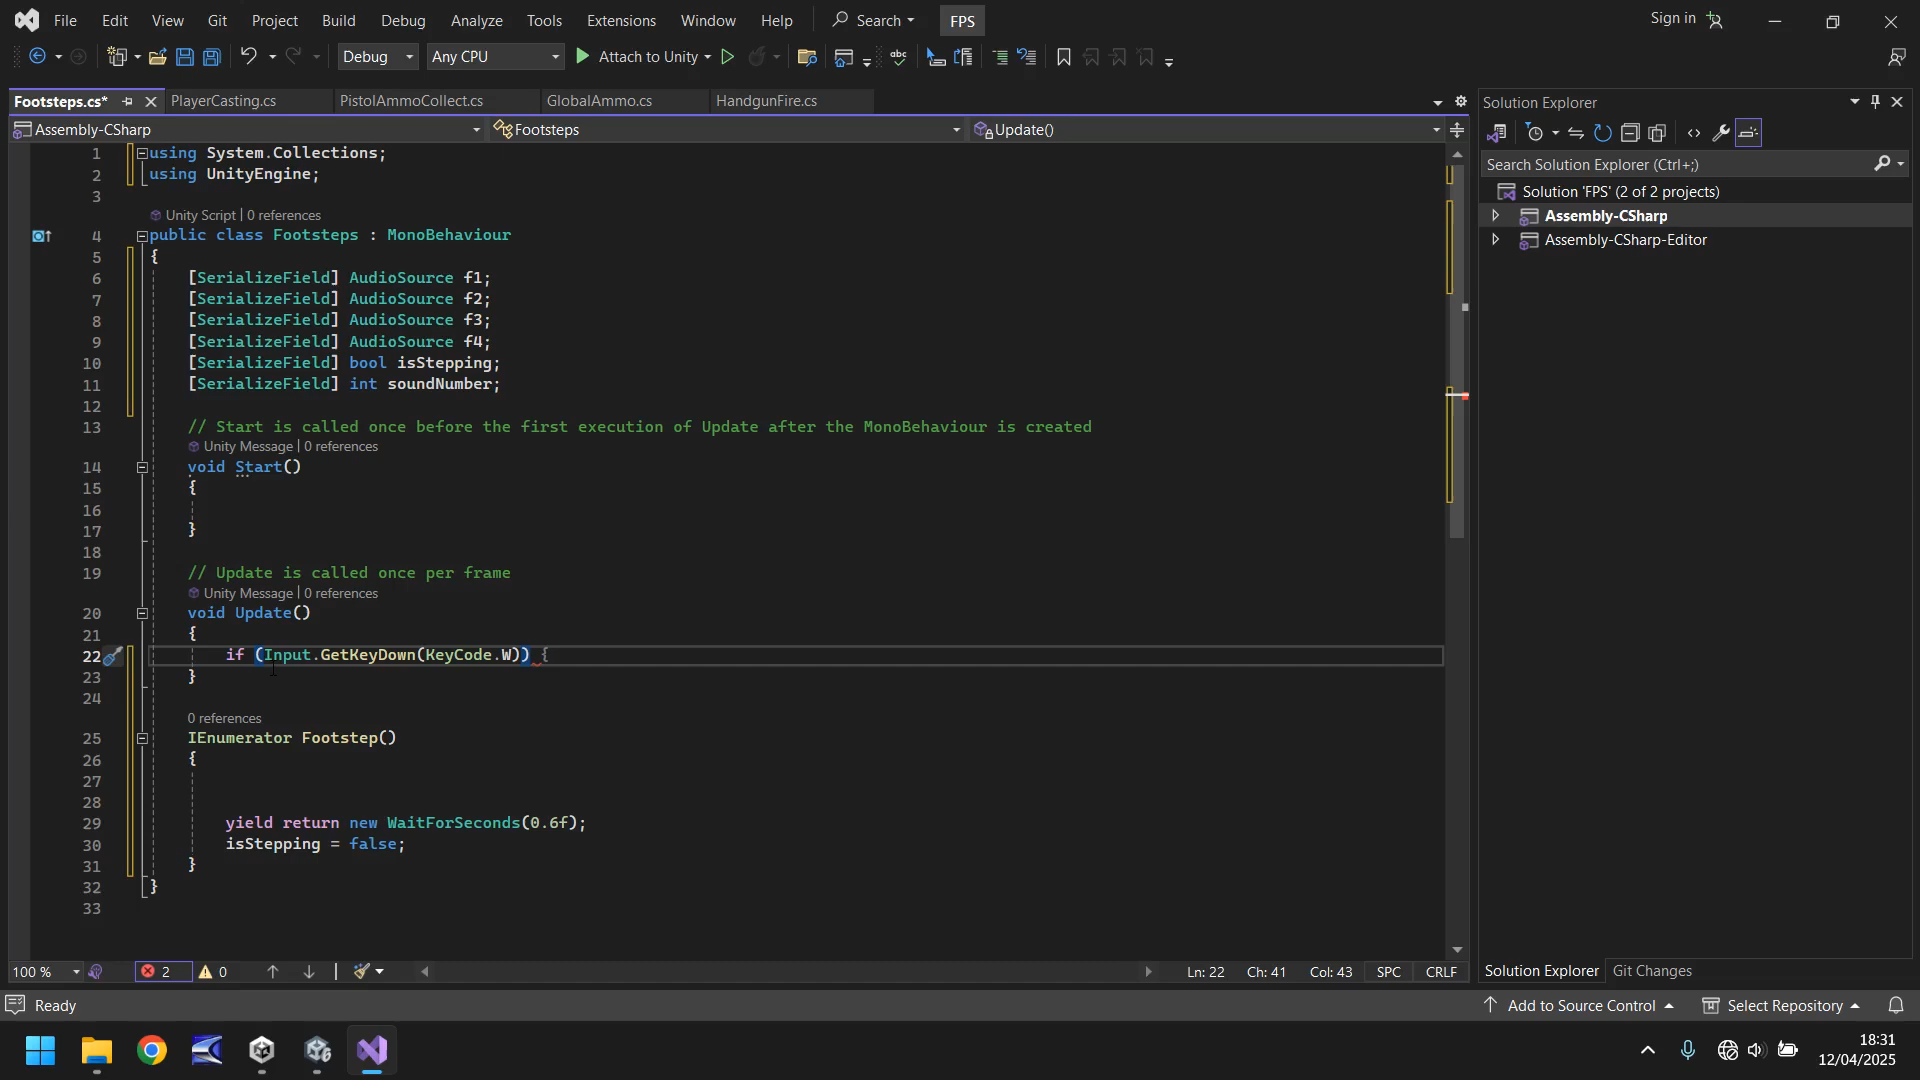 File Edit View Git Project Build Debug Test Analyze Tools Extensions Window Help Search FPS Sign in
Debug Any CPU Attach to Unity
Footsteps.cs* PlayerCasting.cs PistolAmmoCollect.cs GlobalAmmo.cs HandgunFire.cs
Assembly-CSharp Footsteps Update()
1 using System.Collections;
2 using UnityEngine;
3
Unity Script | 0 references
4 public class Footsteps : MonoBehaviour
5 {
6 [SerializeField] AudioSource f1;
7 [SerializeField] AudioSource f2;
8 [SerializeField] AudioSource f3;
9 [SerializeField] AudioSource f4;
10 [SerializeField] bool isStepping;
11 [SerializeField] int soundNumber;
12
13 // Start is called once before the first execution of Update after the MonoBehaviour is created
Unity Message | 0 references
14 void Start()
15 {
16
17 }
18
19 // Update is called once per frame
Unity Message | 0 references
20 void Update()
21 {
22 if (Input.GetKeyDown(KeyCode.W)) {
23 }
24
0 references
25 IEnumerator Footstep()
26 {
27
28
29 yield return new WaitForSeconds(0.6f);
30 isStepping = false;
31 }
32 }
33
100 % 2 0 Ln: 22 Ch: 41 Col: 43 SPC CRLF
Solution Explorer
Search Solution Explorer (Ctrl+;)
Solution 'FPS' (2 of 2 projects)
Assembly-CSharp
Assembly-CSharp-Editor
Solution Explorer Git Changes
Ready Add to Source Control Select Repository
18:31
12/04/2025